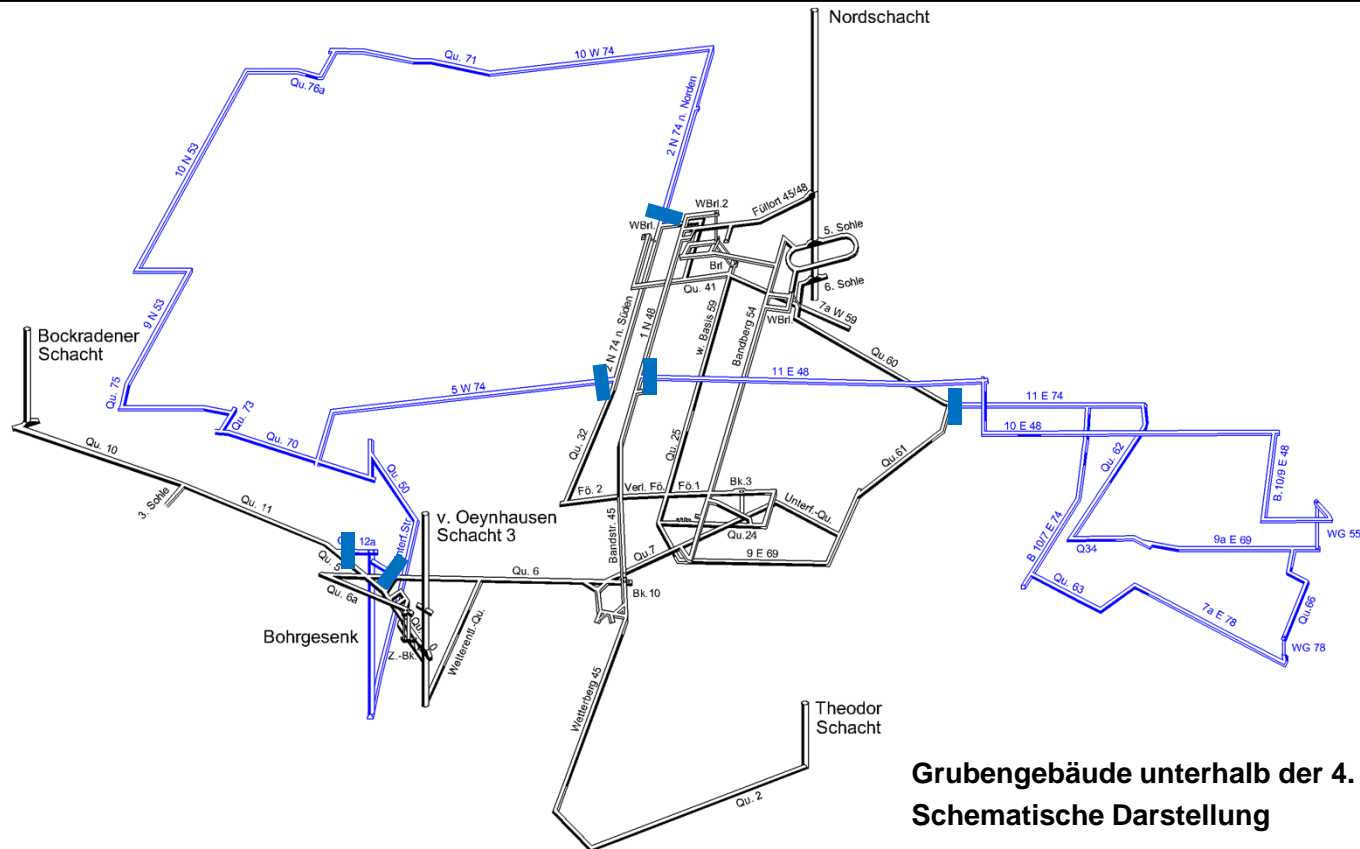 Nordschacht
10 W 74
Qu. 71
Qu.76a
2 N 74 n. Norden
10 N 53
WBrl.2
Füllort 45/48
WBrl.
5. Sohle
Brl
Qu. 41
6. Sohle
7a W 59
WBrl.
9 N 53
2 N 74 n. Süden
1 N 48
w. Basis 59
Bandberg 54
Bockradener
Schacht
Qu.60
Qu. 75
5 W 74
11 E 48
11 E 74
Qu. 73
Qu. 70
10 E 48
Qu. 32
Qu. 25
Qu.61
Qu. 62
B.10/9 E 48
Qu. 10
Qu. 50
3. Sohle
Qu. 11
Fö. 2
Verl. Fö.
Fö.1
Bk.3
Unterf.-Qu.
v. Oeynhausen
Schacht 3
Bandstr. 45
Qu.24
B 10/7 E 74
WG 55
12a
Qu. 5
Qu. 6
Qu.7
9 E 69
Q34
9a E 69
Qu. 6a
Bk.10
Qu. 63
Qu.66
7a E 78
Bohrgesenk
Z.-Bk.
Wetterentl.-Qu.
WG 78
Wetterberg 45
Theodor
Schacht
Qu. 2
Grubengebäude unterhalb der 4.
Schematische Darstellung